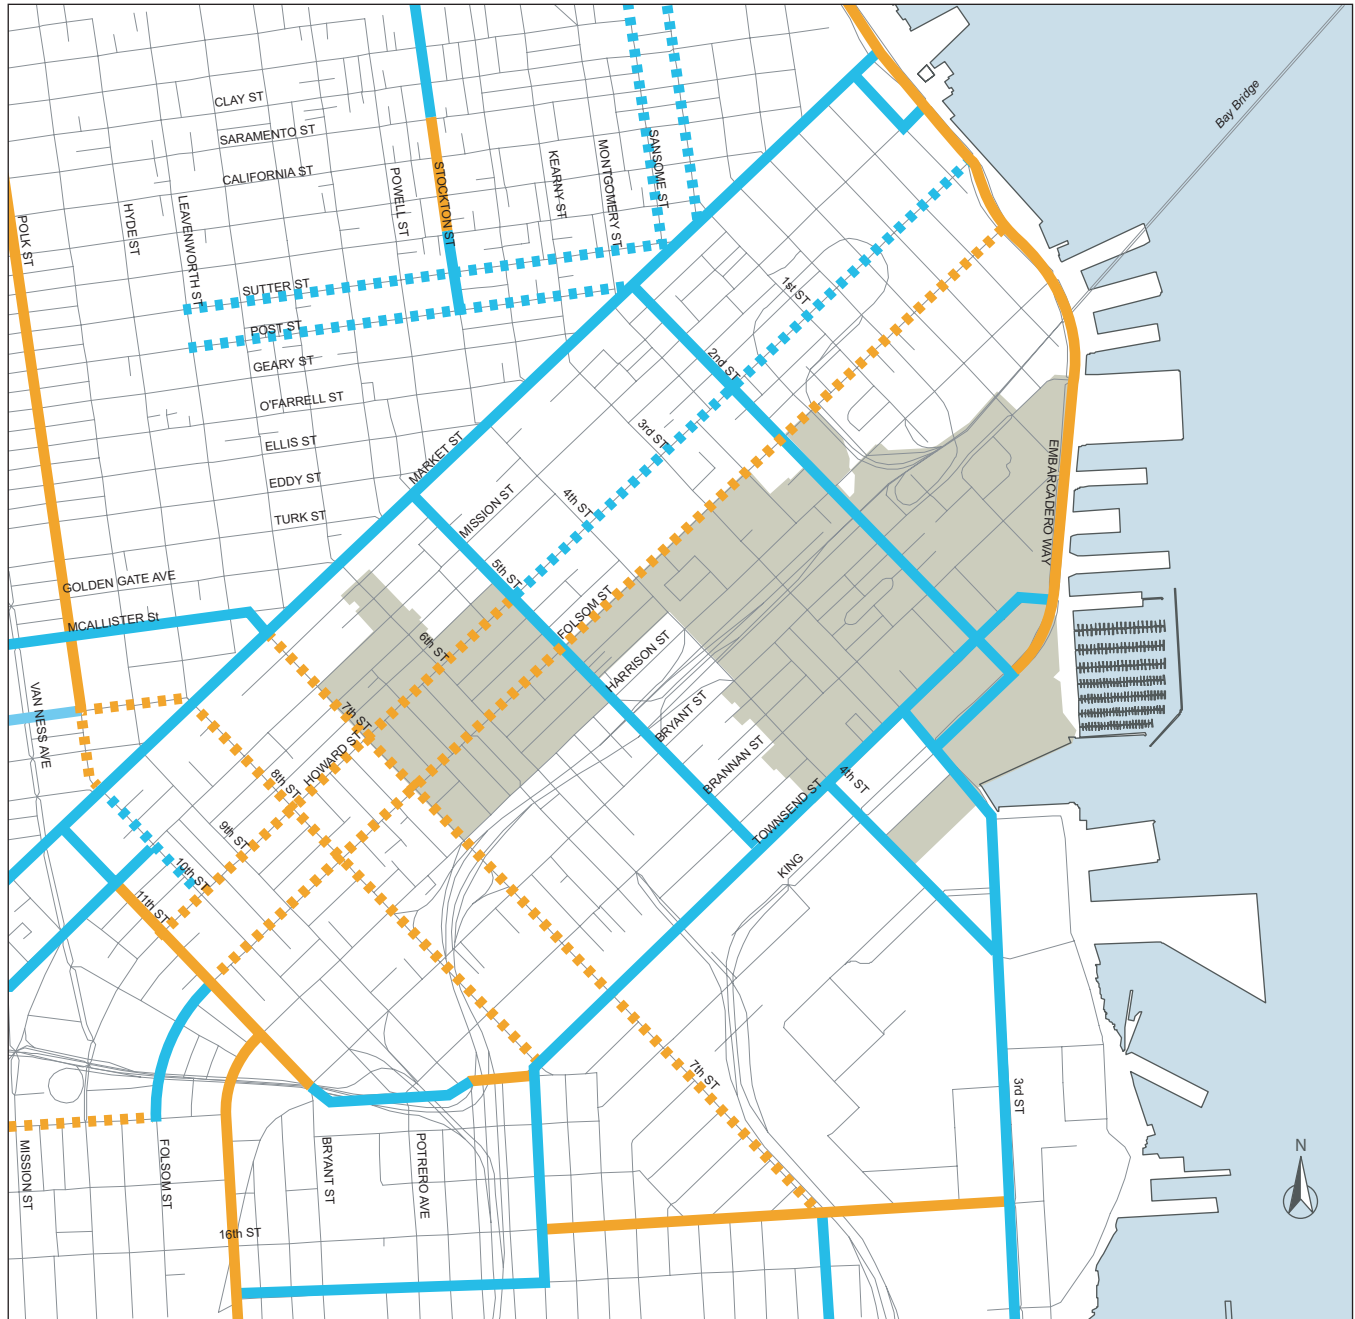 CLAY ST
SARAMENTO ST
CALIFORNIA ST
Bay Bridge
POLK ST
HYDE ST
LEAVENWORTH ST
POWELL ST
STOCKTON ST
KEARNY ST
MONTGOMERY ST
SANSOME ST
SUTTER ST
POST ST
GEARY ST
O'FARRELL ST
ELLIS ST
EDDY ST
TURK ST
GOLDEN GATE AVE
MCALLISTER St
VAN NESS AVE
MARKET ST
MISSION ST
1st ST
2nd ST
3rd ST
4th ST
5th ST
6th ST
7th ST
8th ST
9th ST
10th ST
11th ST
HOWARD ST
FOLSOM ST
HARRISON ST
BRYANT ST
BRANNAN ST
TOWNSEND ST
4th ST
KING
EMBARCADERO WAY
7th ST
3rd ST
MISSION ST
FOLSOM ST
BRYANT ST
POTRERO AVE
16th ST
N